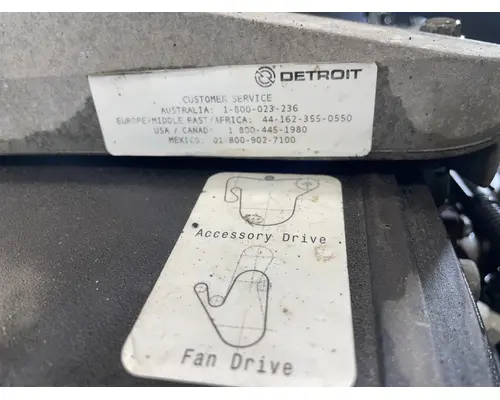 DETROIT
CUSTOMER SERVICE
AUSTRALIA: 1-800-023-236
EUROPE/MIDDLE EAST/AFRICA: 44-162-355-0550
USA / CANADA: 1 800-445-1980
MEXICO: 01 800-902-7100
Accessory Drive
Fan Drive